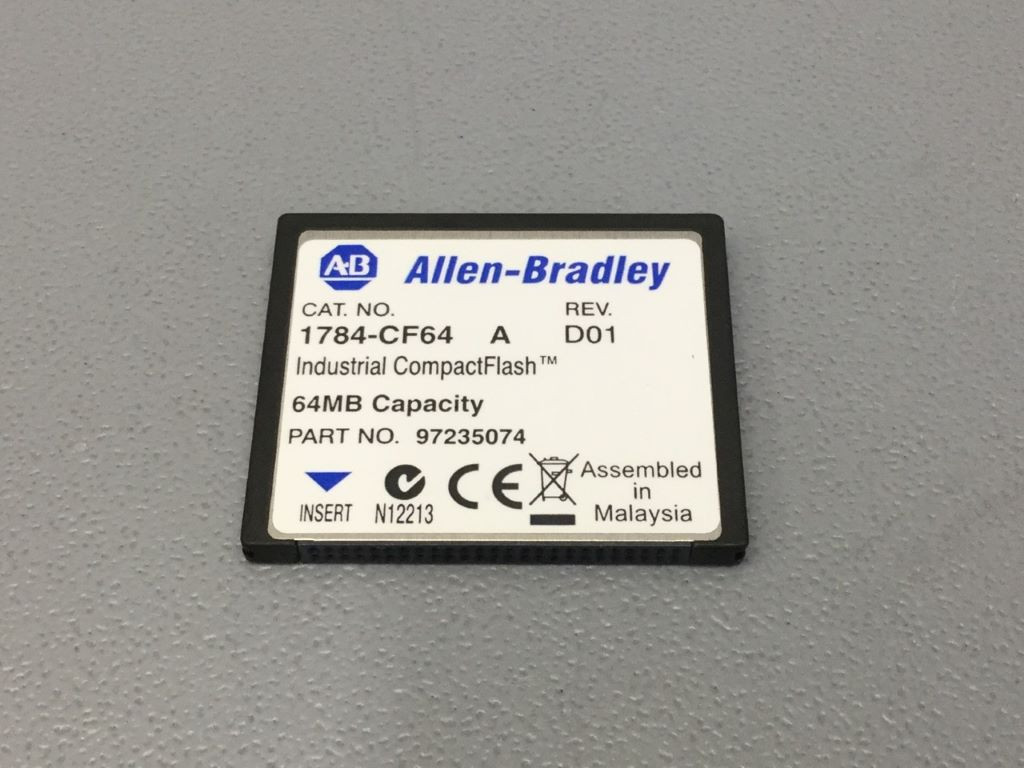 AB Allen-Bradley
CAT. NO. REV.
1784-CF64 A D01
Industrial CompactFlash™
64MB Capacity
PART NO. 97235074
INSERT N12213 CE Assembled
in
Malaysia